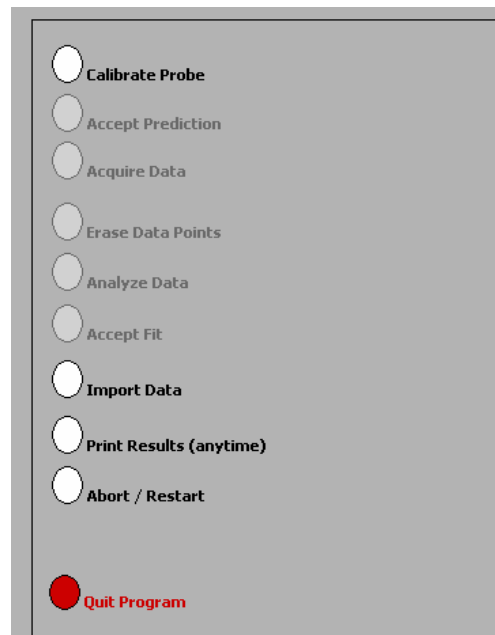 Calibrate Probe
Accept Prediction
Acquire Data
Erase Data Points
Analyze Data
Accept Fit
Import Data
Print Results (anytime)
Abort / Restart
Quit Program